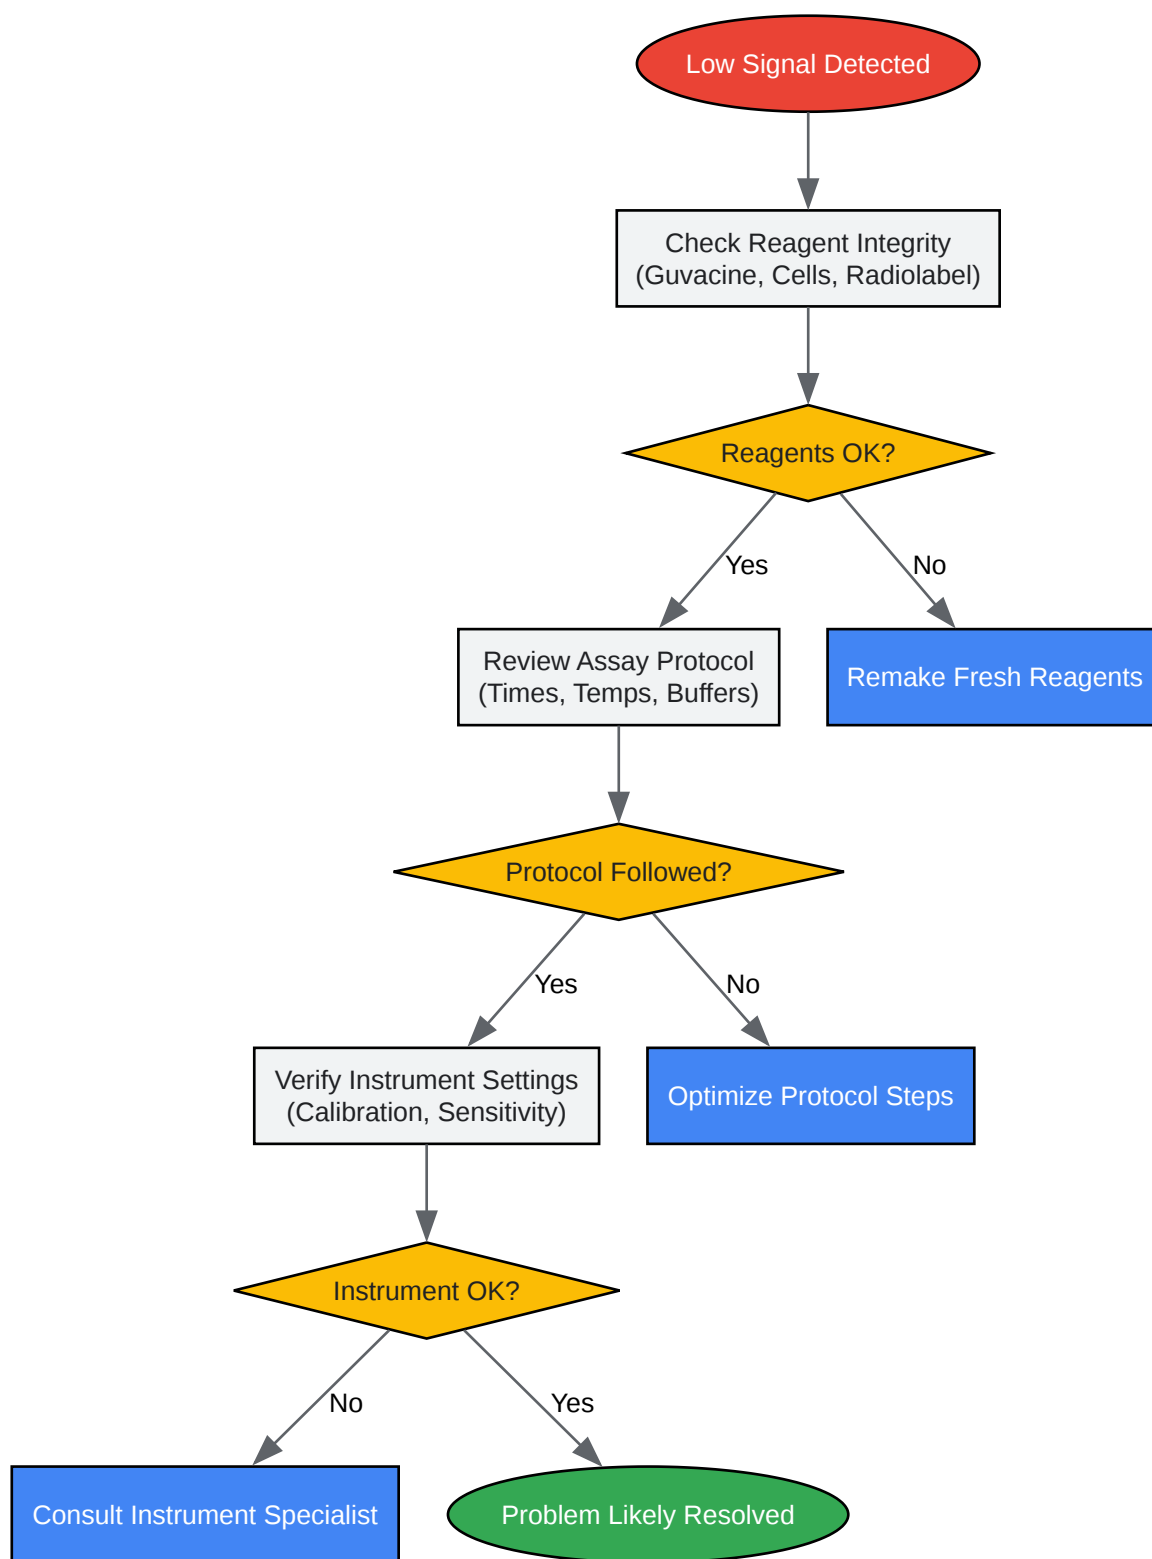 Low Signal Detected
Check Reagent Integrity
(Guvacine, Cells, Radiolabel)
Reagents OK?
Yes
No
Review Assay Protocol
(Times, Temps, Buffers)
Remake Fresh Reagents
Protocol Followed?
Yes
No
Verify Instrument Settings
(Calibration, Sensitivity)
Optimize Protocol Steps
Instrument OK?
No
Yes
Consult Instrument Specialist
Problem Likely Resolved